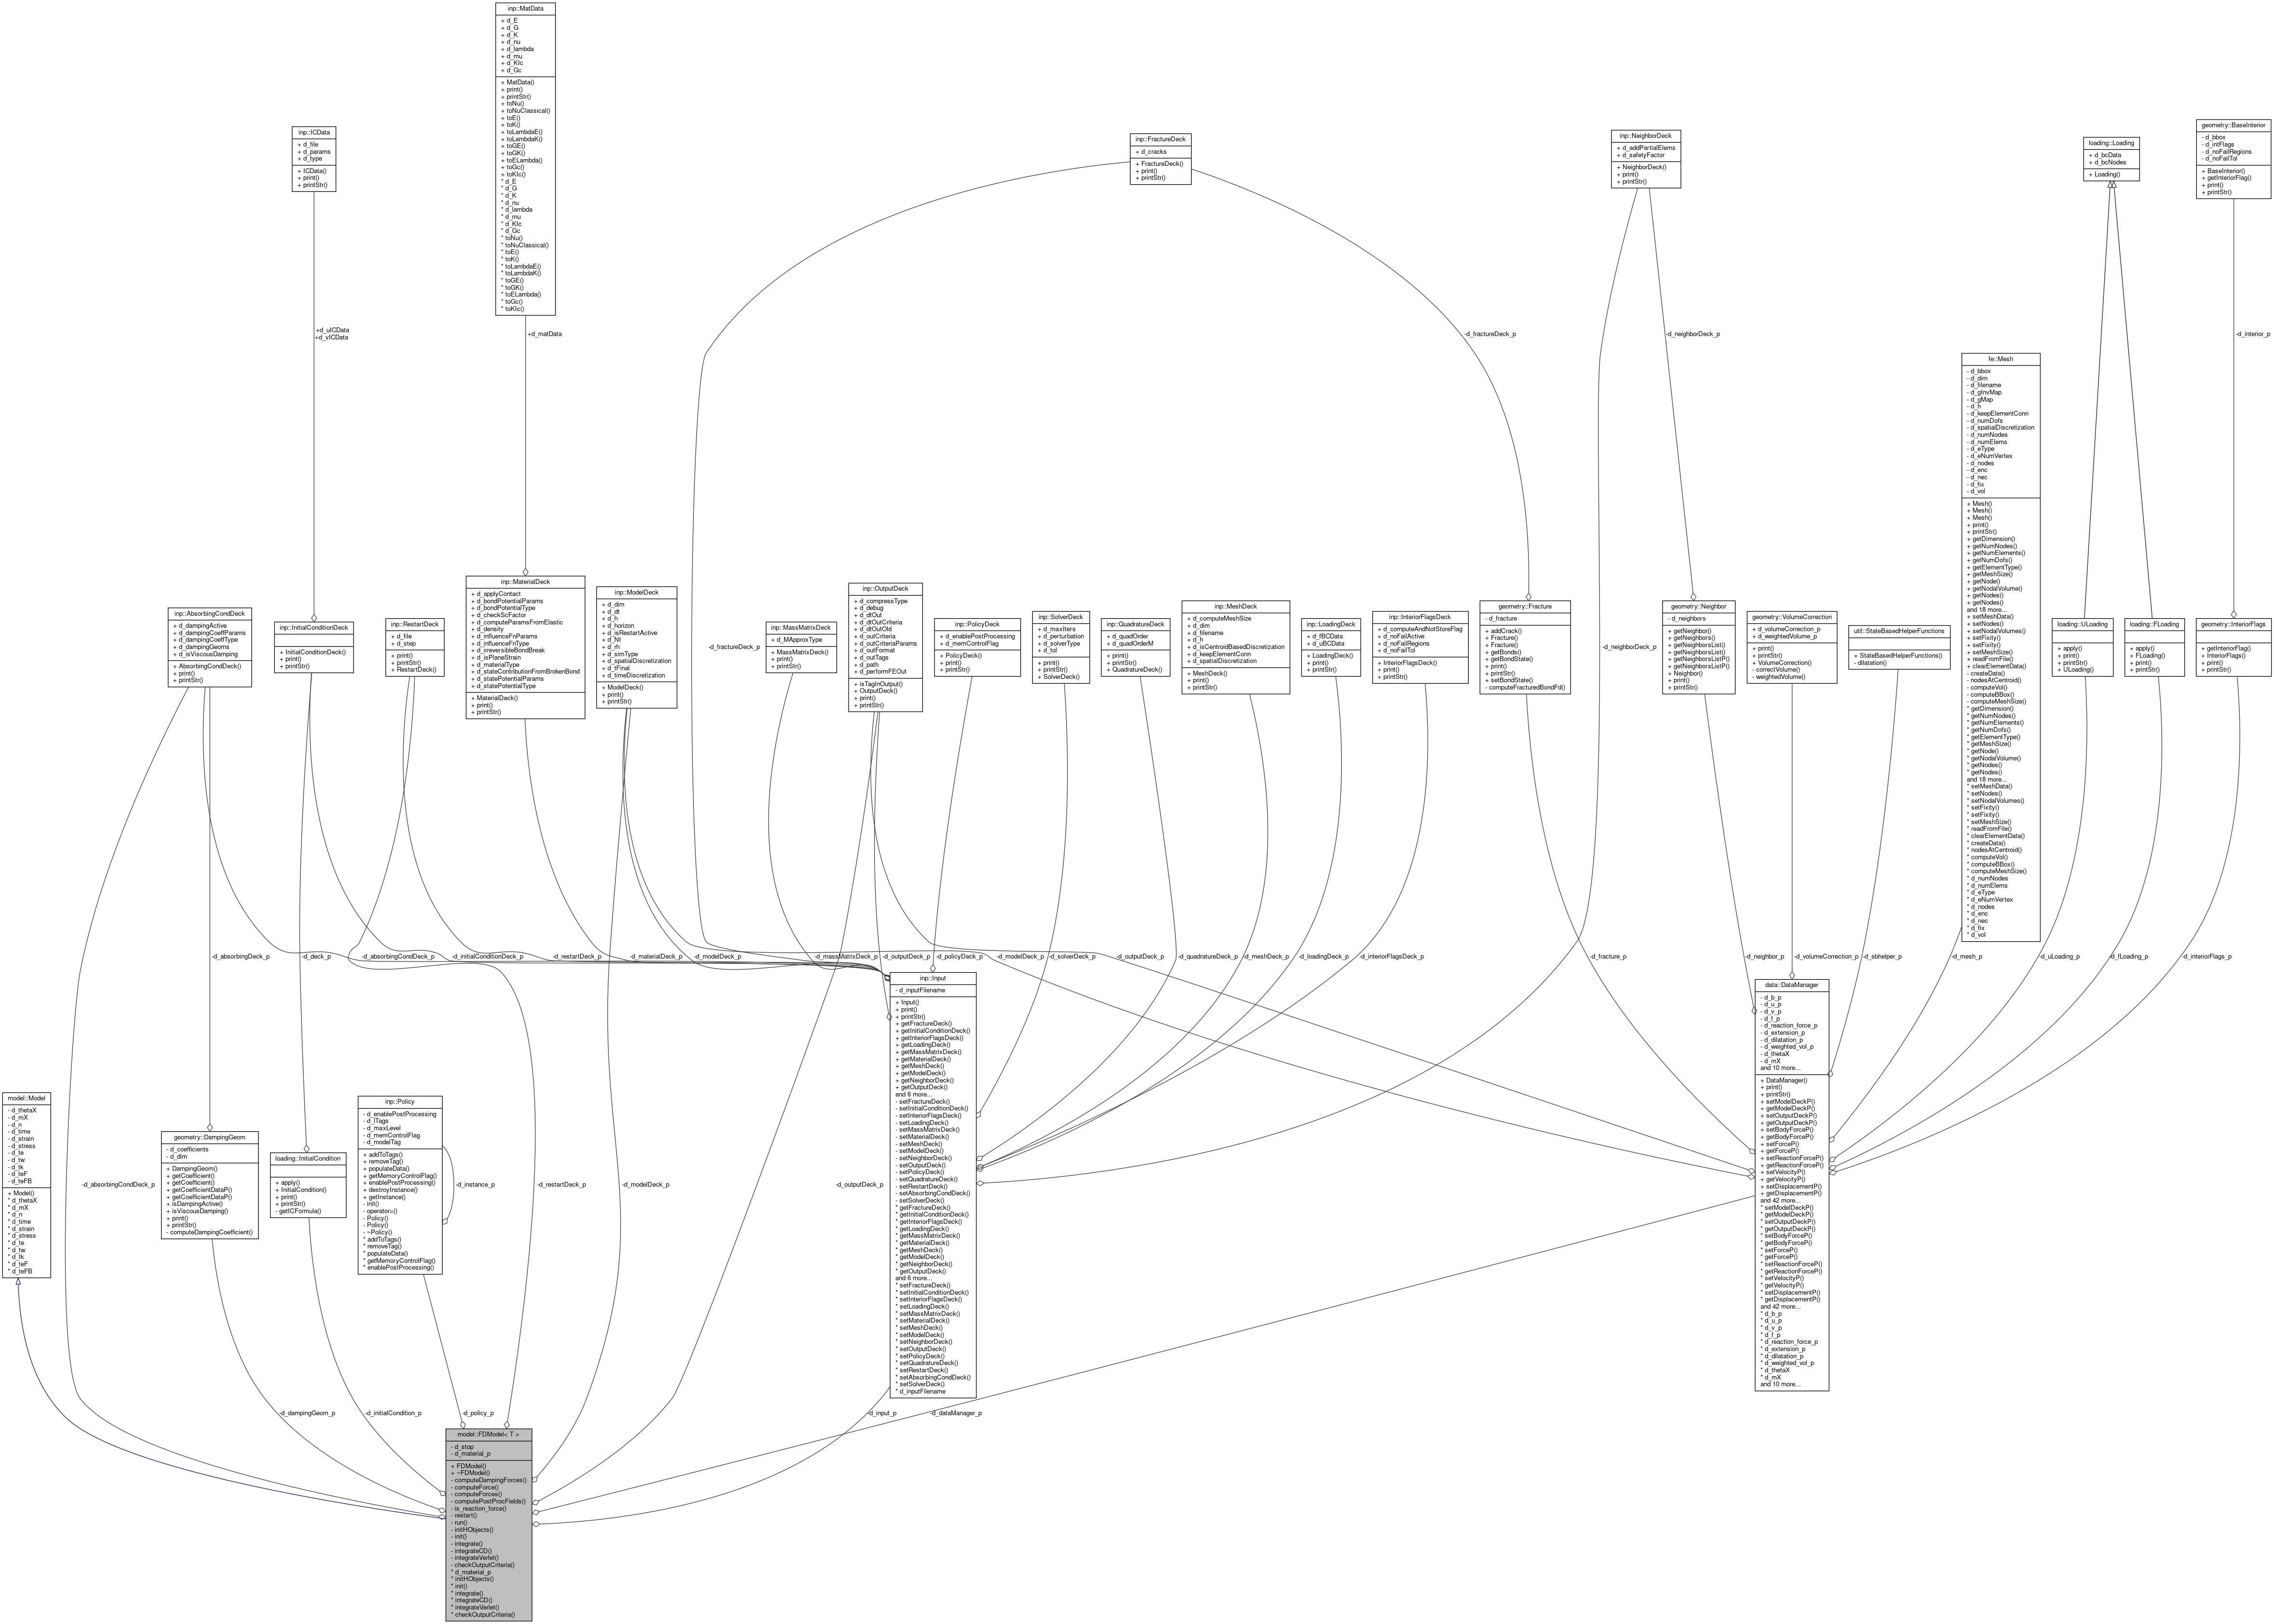 inp::MatData
+ d_E
+ d_G
+ d_K
+ d_nu
+ d_lambda
+ d_mu
+ d_KIc
+ d_Gc
+ MatData()
+ print()
+ printStr()
+ toNu()
+ toNuClassical()
+ toE()
+ toK()
+ toLambdaE()
+ toLambdaK()
+ toGE()
+ toGK()
+ toELambda()
+ toGc()
+ toKIc()
* d_E
* d_G
* d_K
* d_nu
* d_lambda
* d_mu
* d_KIc
* d_Gc
* toNu()
* toNuClassical()
* toE()
* toK()
* toLambdaE()
* toLambdaK()
* toGE()
* toGK()
* toELambda()
* toGc()
* toKIc()
inp::ICData
+ d_file
+ d_params
+ d_type
+ ICData()
+ print()
+ printStr()
inp::FractureDeck
+ d_cracks
+ FractureDeck()
+ print()
+ printStr()
inp::NeighborDeck
+ d_addPartialElems
+ d_safetyFactor
+ NeighborDeck()
+ print()
+ printStr()
loading::Loading
+ d_bcData
+ d_bcNodes
+ Loading()
geometry::BaseInterior
- d_bbox
- d_intFlags
- d_noFailRegions
- d_noFailTol
+ BaseInterior()
+ getInteriorFlag()
+ print()
+ printStr()
+d_uICData
+d_vICData
+d_matData
-d_fractureDeck_p
-d_neighborDeck_p
-d_interior_p
fe::Mesh
- d_bbox
- d_dim
- d_filename
- d_gInvMap
- d_gMap
- d_h
- d_keepElementConn
- d_numDofs
- d_spatialDiscretization
- d_numNodes
- d_numElems
- d_eType
- d_eNumVertex
- d_nodes
- d_enc
- d_nec
- d_fix
- d_vol
+ Mesh()
+ Mesh()
+ Mesh()
+ print()
+ printStr()
+ getDimension()
+ getNumNodes()
+ getNumElements()
+ getNumDofs()
+ getElementType()
+ getMeshSize()
+ getNode()
+ getNodalVolume()
+ getNodes()
+ getNodes()
and 18 more...
+ setMeshData()
+ setNodes()
+ setNodalVolumes()
+ setFixity()
+ setFixity()
+ setMeshSize()
+ readFromFile()
+ clearElementData()
- createData()
- nodesAtCentroid()
- computeVol()
- computeBBox()
- computeMeshSize()
* getDimension()
* getNumNodes()
* getNumElements()
* getNumDofs()
* getElementType()
* getMeshSize()
* getNode()
* getNodalVolume()
* getNodes()
* getNodes()
and 18 more...
* setMeshData()
* setNodes()
* setNodalVolumes()
* setFixity()
* setFixity()
* setMeshSize()
* readFromFile()
* clearElementData()
* createData()
* nodesAtCentroid()
* computeVol()
* computeBBox()
* computeMeshSize()
* d_numNodes
* d_numElems
* d_eType
* d_eNumVertex
* d_nodes
* d_enc
* d_nec
* d_fix
* d_vol
inp::AbsorbingCondDeck
+ d_dampingActive
+ d_dampingCoeffParams
+ d_dampingCoeffType
+ d_dampingGeoms
+ d_isViscousDamping
+ AbsorbingCondDeck()
+ print()
+ printStr()
inp::InitialConditionDeck
+ InitialConditionDeck()
+ print()
+ printStr()
inp::RestartDeck
+ d_file
+ d_step
+ print()
+ printStr()
+ RestartDeck()
inp::MaterialDeck
+ d_applyContact
+ d_bondPotentialParams
+ d_bondPotentialType
+ d_checkScFactor
+ d_computeParamsFromElastic
+ d_density
+ d_influenceFnParams
+ d_influenceFnType
+ d_irreversibleBondBreak
+ d_isPlaneStrain
+ d_materialType
+ d_stateContributionFromBrokenBond
+ d_statePotentialParams
+ d_statePotentialType
+ MaterialDeck()
+ print()
+ printStr()
inp::ModelDeck
+ d_dim
+ d_dt
+ d_h
+ d_horizon
+ d_isRestartActive
+ d_Nt
+ d_rh
+ d_simType
+ d_spatialDiscretization
+ d_tFinal
+ d_timeDiscretization
+ ModelDeck()
+ print()
+ printStr()
-d_fractureDeck_p
inp::MassMatrixDeck
+ d_MApproxType
+ MassMatrixDeck()
+ print()
+ printStr()
inp::OutputDeck
+ d_compressType
+ d_debug
+ d_dtOut
+ d_dtOutCriteria
+ d_dtOutOld
+ d_outCriteria
+ d_outCriteriaParams
+ d_outFormat
+ d_outTags
+ d_path
+ d_performFEOut
+ isTagInOutput()
+ OutputDeck()
+ print()
+ printStr()
inp::PolicyDeck
+ d_enablePostProcessing
+ d_memControlFlag
+ PolicyDeck()
+ print()
+ printStr()
inp::SolverDeck
+ d_maxIters
+ d_perturbation
+ d_solverType
+ d_tol
+ print()
+ printStr()
+ SolverDeck()
inp::QuadratureDeck
+ d_quadOrder
+ d_quadOrderM
+ print()
+ printStr()
+ QuadratureDeck()
inp::MeshDeck
+ d_computeMeshSize
+ d_dim
+ d_filename
+ d_h
+ d_isCentroidBasedDiscretization
+ d_keepElementConn
+ d_spatialDiscretization
+ MeshDeck()
+ print()
+ printStr()
inp::LoadingDeck
+ d_fBCData
+ d_uBCData
+ LoadingDeck()
+ print()
+ printStr()
inp::InteriorFlagsDeck
+ d_computeAndNotStoreFlag
+ d_noFailActive
+ d_noFailRegions
+ d_noFailTol
+ InteriorFlagsDeck()
+ print()
+ printStr()
geometry::Fracture
- d_fracture
+ addCrack()
+ Fracture()
+ Fracture()
+ getBonds()
+ getBondState()
+ print()
+ printStr()
+ setBondState()
- computeFracturedBondFd()
-d_neighborDeck_p
geometry::Neighbor
- d_neighbors
+ getNeighbor()
+ getNeighbors()
+ getNeighborsList()
+ getNeighborsList()
+ getNeighborsListP()
+ getNeighborsListP()
+ Neighbor()
+ print()
+ printStr()
geometry::VolumeCorrection
+ d_volumeCorrection_p
+ d_weightedVolume_p
+ print()
+ printStr()
+ VolumeCorrection()
- correctVolume()
- weightedVolume()
util::StateBasedHelperFunctions
+ StateBasedHelperFunctions()
- dilatation()
loading::ULoading
+ apply()
+ print()
+ printStr()
+ ULoading()
loading::FLoading
+ apply()
+ FLoading()
+ print()
+ printStr()
geometry::InteriorFlags
+ getInteriorFlag()
+ InteriorFlags()
+ print()
+ printStr()
-d_absorbingDeck_p
-d_deck_p
-d_absorbingCondDeck_p
-d_initialConditionDeck_p
-d_restartDeck_p
-d_materialDeck_p
-d_modelDeck_p
-d_massMatrixDeck_p
-d_outputDeck_p
-d_policyDeck_p
-d_modelDeck_p
-d_solverDeck_p
-d_outputDeck_p
-d_quadratureDeck_p
-d_meshDeck_p
-d_loadingDeck_p
-d_interiorFlagsDeck_p
-d_fracture_p
-d_neighbor_p
-d_volumeCorrection_p
-d_sbhelper_p
-d_mesh_p
-d_uLoading_p
-d_fLoading_p
-d_interiorFlags_p
inp::Input
- d_inputFilename
+ Input()
+ print()
+ printStr()
+ getFractureDeck()
+ getInitialConditionDeck()
+ getInteriorFlagsDeck()
+ getLoadingDeck()
+ getMassMatrixDeck()
+ getMaterialDeck()
+ getMeshDeck()
+ getModelDeck()
+ getNeighborDeck()
+ getOutputDeck()
and 6 more...
- setFractureDeck()
- setInitialConditionDeck()
- setInteriorFlagsDeck()
- setLoadingDeck()
- setMassMatrixDeck()
- setMaterialDeck()
- setMeshDeck()
- setModelDeck()
- setNeighborDeck()
- setOutputDeck()
- setPolicyDeck()
- setQuadratureDeck()
- setRestartDeck()
- setAbsorbingCondDeck()
- setSolverDeck()
* getFractureDeck()
* getInitialConditionDeck()
* getInteriorFlagsDeck()
* getLoadingDeck()
* getMassMatrixDeck()
* getMaterialDeck()
* getMeshDeck()
* getModelDeck()
* getNeighborDeck()
* getOutputDeck()
and 6 more...
* setFractureDeck()
* setInitialConditionDeck()
* setInteriorFlagsDeck()
* setLoadingDeck()
* setMassMatrixDeck()
* setMaterialDeck()
* setMeshDeck()
* setModelDeck()
* setNeighborDeck()
* setOutputDeck()
* setPolicyDeck()
* setQuadratureDeck()
* setRestartDeck()
* setAbsorbingCondDeck()
* setSolverDeck()
* d_inputFilename
data::DataManager
- d_b_p
- d_u_p
- d_v_p
- d_f_p
- d_reaction_force_p
- d_extension_p
- d_dilatation_p
- d_weighted_vol_p
- d_thetaX
- d_mX
and 10 more...
+ DataManager()
+ print()
+ printStr()
+ setModelDeckP()
+ getModelDeckP()
+ setOutputDeckP()
+ getOutputDeckP()
+ setBodyForceP()
+ getBodyForceP()
+ setForceP()
+ getForceP()
+ setReactionForceP()
+ getReactionForceP()
+ setVelocityP()
+ getVelocityP()
+ setDisplacementP()
+ getDisplacementP()
and 42 more...
* setModelDeckP()
* getModelDeckP()
* setOutputDeckP()
* getOutputDeckP()
* setBodyForceP()
* getBodyForceP()
* setForceP()
* getForceP()
* setReactionForceP()
* getReactionForceP()
* setVelocityP()
* getVelocityP()
* setDisplacementP()
* getDisplacementP()
and 42 more...
* d_b_p
* d_u_p
* d_v_p
* d_f_p
* d_reaction_force_p
* d_extension_p
* d_dilatation_p
* d_weighted_vol_p
* d_thetaX
* d_mX
and 10 more...
model::Model
- d_thetaX
- d_mX
- d_n
- d_time
- d_strain
- d_stress
- d_te
- d_tw
- d_tk
- d_teF
- d_teFB
+ Model()
* d_thetaX
* d_mX
* d_n
* d_time
* d_strain
* d_stress
* d_te
* d_tw
* d_tk
* d_teF
* d_teFB
-d_absorbingCondDeck_p
geometry::DampingGeom
- d_coefficients
- d_dim
+ DampingGeom()
+ getCoefficient()
+ getCoefficient()
+ getCoefficientDataP()
+ getCoefficientDataP()
+ isDampingActive()
+ isViscousDamping()
+ print()
+ printStr()
- computeDampingCoefficient()
loading::InitialCondition
+ apply()
+ InitialCondition()
+ print()
+ printStr()
- getICFormula()
inp::Policy
- d_enablePostProcessing
- d_lTags
- d_maxLevel
- d_memControlFlag
- d_modelTag
+ addToTags()
+ removeTag()
+ populateData()
+ getMemoryControlFlag()
+ enablePostProcessing()
+ destroyInstance()
+ getInstance()
- init()
- operator=()
- Policy()
- Policy()
- ~Policy()
* addToTags()
* removeTag()
* populateData()
* getMemoryControlFlag()
* enablePostProcessing()
-d_instance_p
-d_restartDeck_p
-d_modelDeck_p
-d_outputDeck_p
-d_dampingGeom_p
-d_initialCondition_p
-d_policy_p
-d_input_p
-d_dataManager_p
model::FDModel< T >
- d_stop
- d_material_p
+ FDModel()
+ ~FDModel()
- computeDampingForces()
- computeForce()
- computeForces()
- computePostProcFields()
- is_reaction_force()
- restart()
- run()
- initHObjects()
- init()
- integrate()
- integrateCD()
- integrateVerlet()
- checkOutputCriteria()
* d_material_p
* initHObjects()
* init()
* integrate()
* integrateCD()
* integrateVerlet()
* checkOutputCriteria()